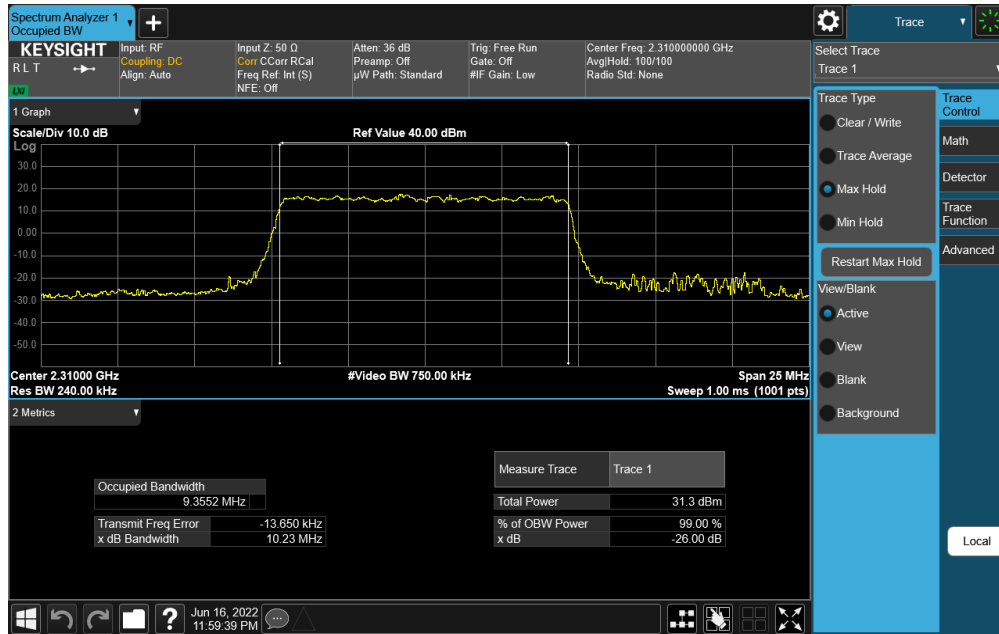 Spectrum Analyzer 1
Occupied BW
Trace
KEYSIGHT
R L T
LXI
Input: RF
Coupling: DC
Align: Auto
Input Z: 50 Ω
Corr CCorr RCal
Freq Ref: Int (S)
NFE: Off
Atten: 36 dB
Preamp: Off
µW Path: Standard
Trig: Free Run
Gate: Off
#IF Gain: Low
Center Freq: 2.310000000 GHz
Avg|Hold: 100/100
Radio Std: None
Select Trace
Trace 1
1 Graph
Scale/Div 10.0 dB
Ref Value 40.00 dBm
Log
30.0
20.0
10.0
0.00
-10.0
-20.0
-30.0
-40.0
-50.0
Center 2.31000 GHz
#Video BW 750.00 kHz
Span 25 MHz
Res BW 240.00 kHz
Sweep 1.00 ms (1001 pts)
2 Metrics
Occupied Bandwidth
9.3552 MHz
Transmit Freq Error -13.650 kHz
x dB Bandwidth 10.23 MHz
Measure Trace Trace 1
Total Power 31.3 dBm
% of OBW Power 99.00 %
x dB -26.00 dB
Trace Type
Clear / Write
Trace Average
Max Hold
Min Hold
Restart Max Hold
View/Blank
Active
View
Blank
Background
Trace
Control
Math
Detector
Trace
Function
Advanced
Local
?
Jun 16, 2022
11:59:39 PM